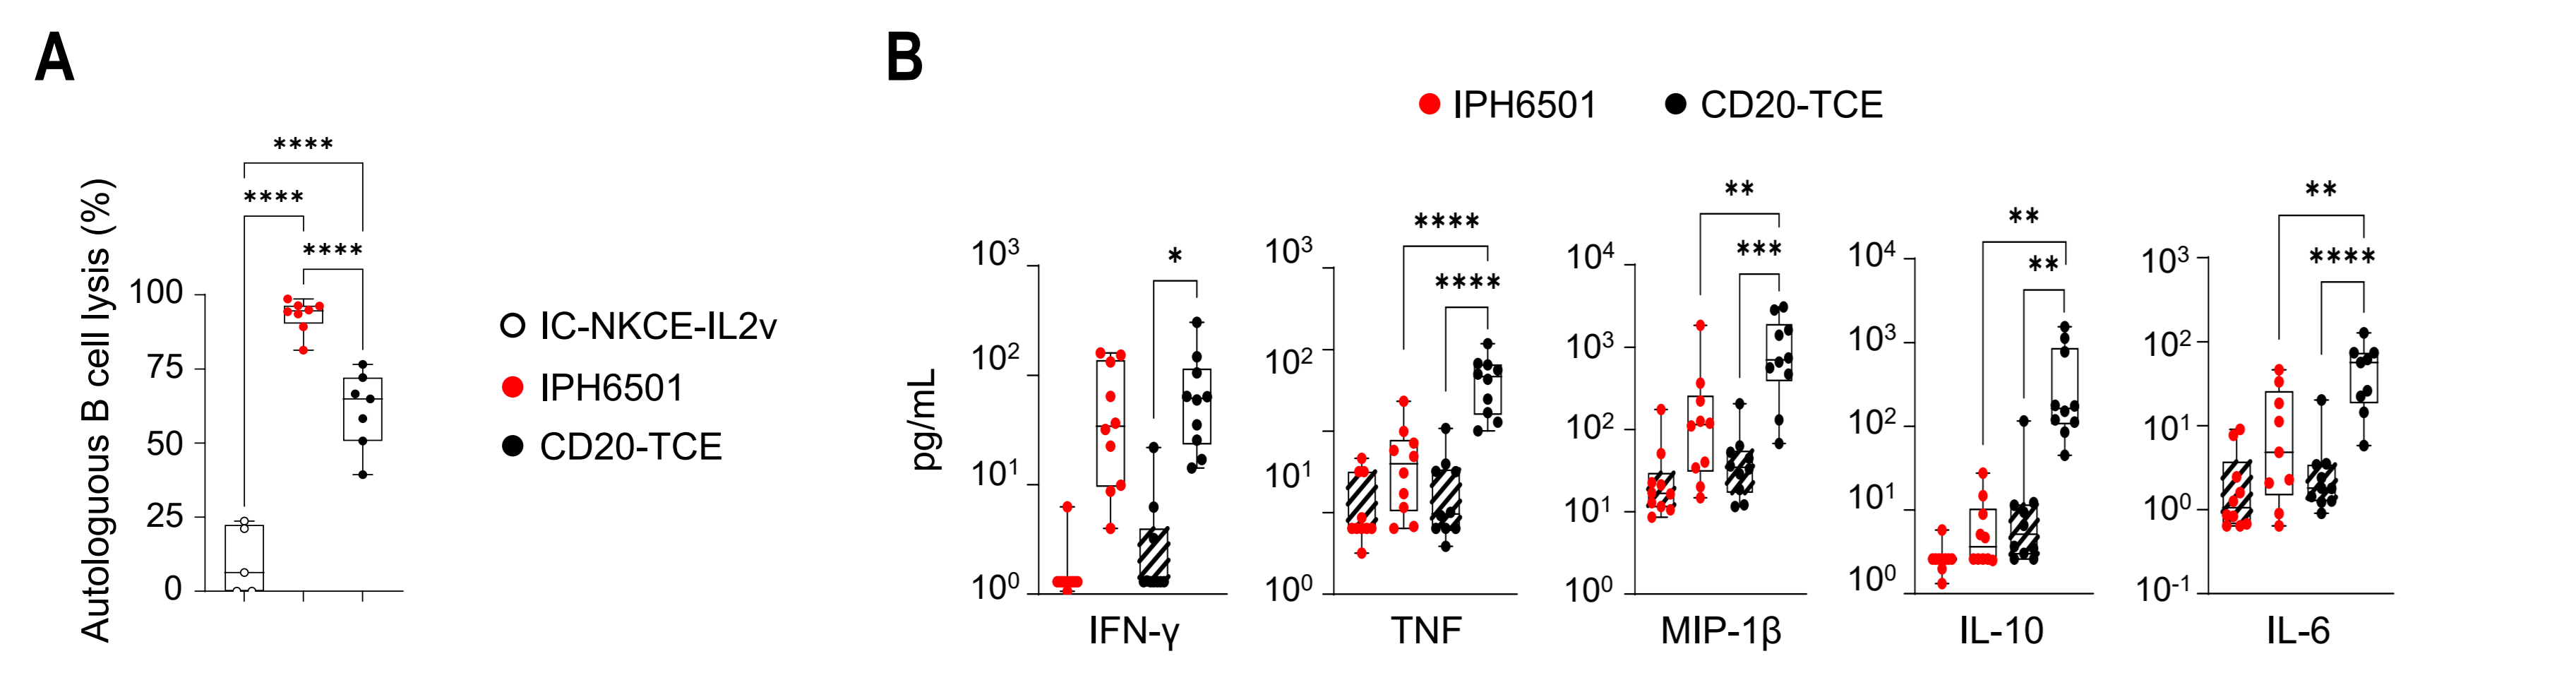 A
B
IPH6501
CD20-TCE
Autologuous B cell lysis (%)
100
75
50
25
0
****
****
****
IC-NKCE-IL2v
IPH6501
CD20-TCE
pg/mL
10³
10²
10¹
10⁰
*
IFN-γ
10³
10²
10¹
10⁰
****
****
TNF
10⁴
10³
10²
10¹
10⁰
**
***
MIP-1β
10⁴
10³
10²
10¹
10⁰
**
**
IL-10
10³
10²
10¹
10⁰
10⁻¹
**
****
IL-6